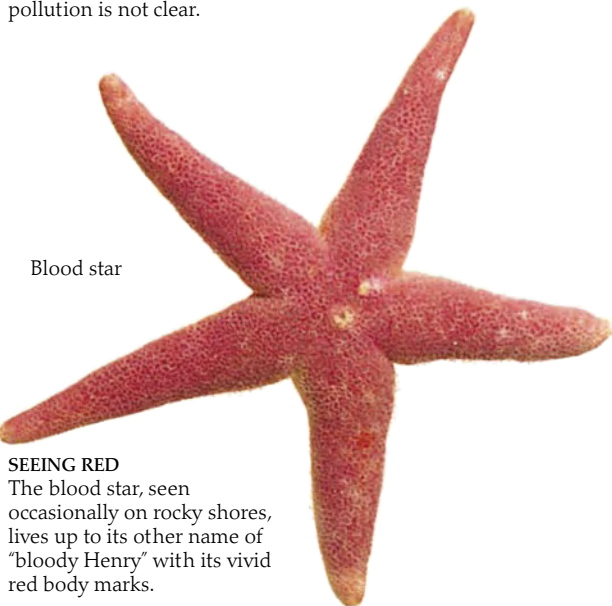 pollution is not clear.
Blood star
SEEING RED
The blood star, seen
occasionally on rocky shores,
lives up to its other name of
“bloody Henry” with its vivid
red body marks.